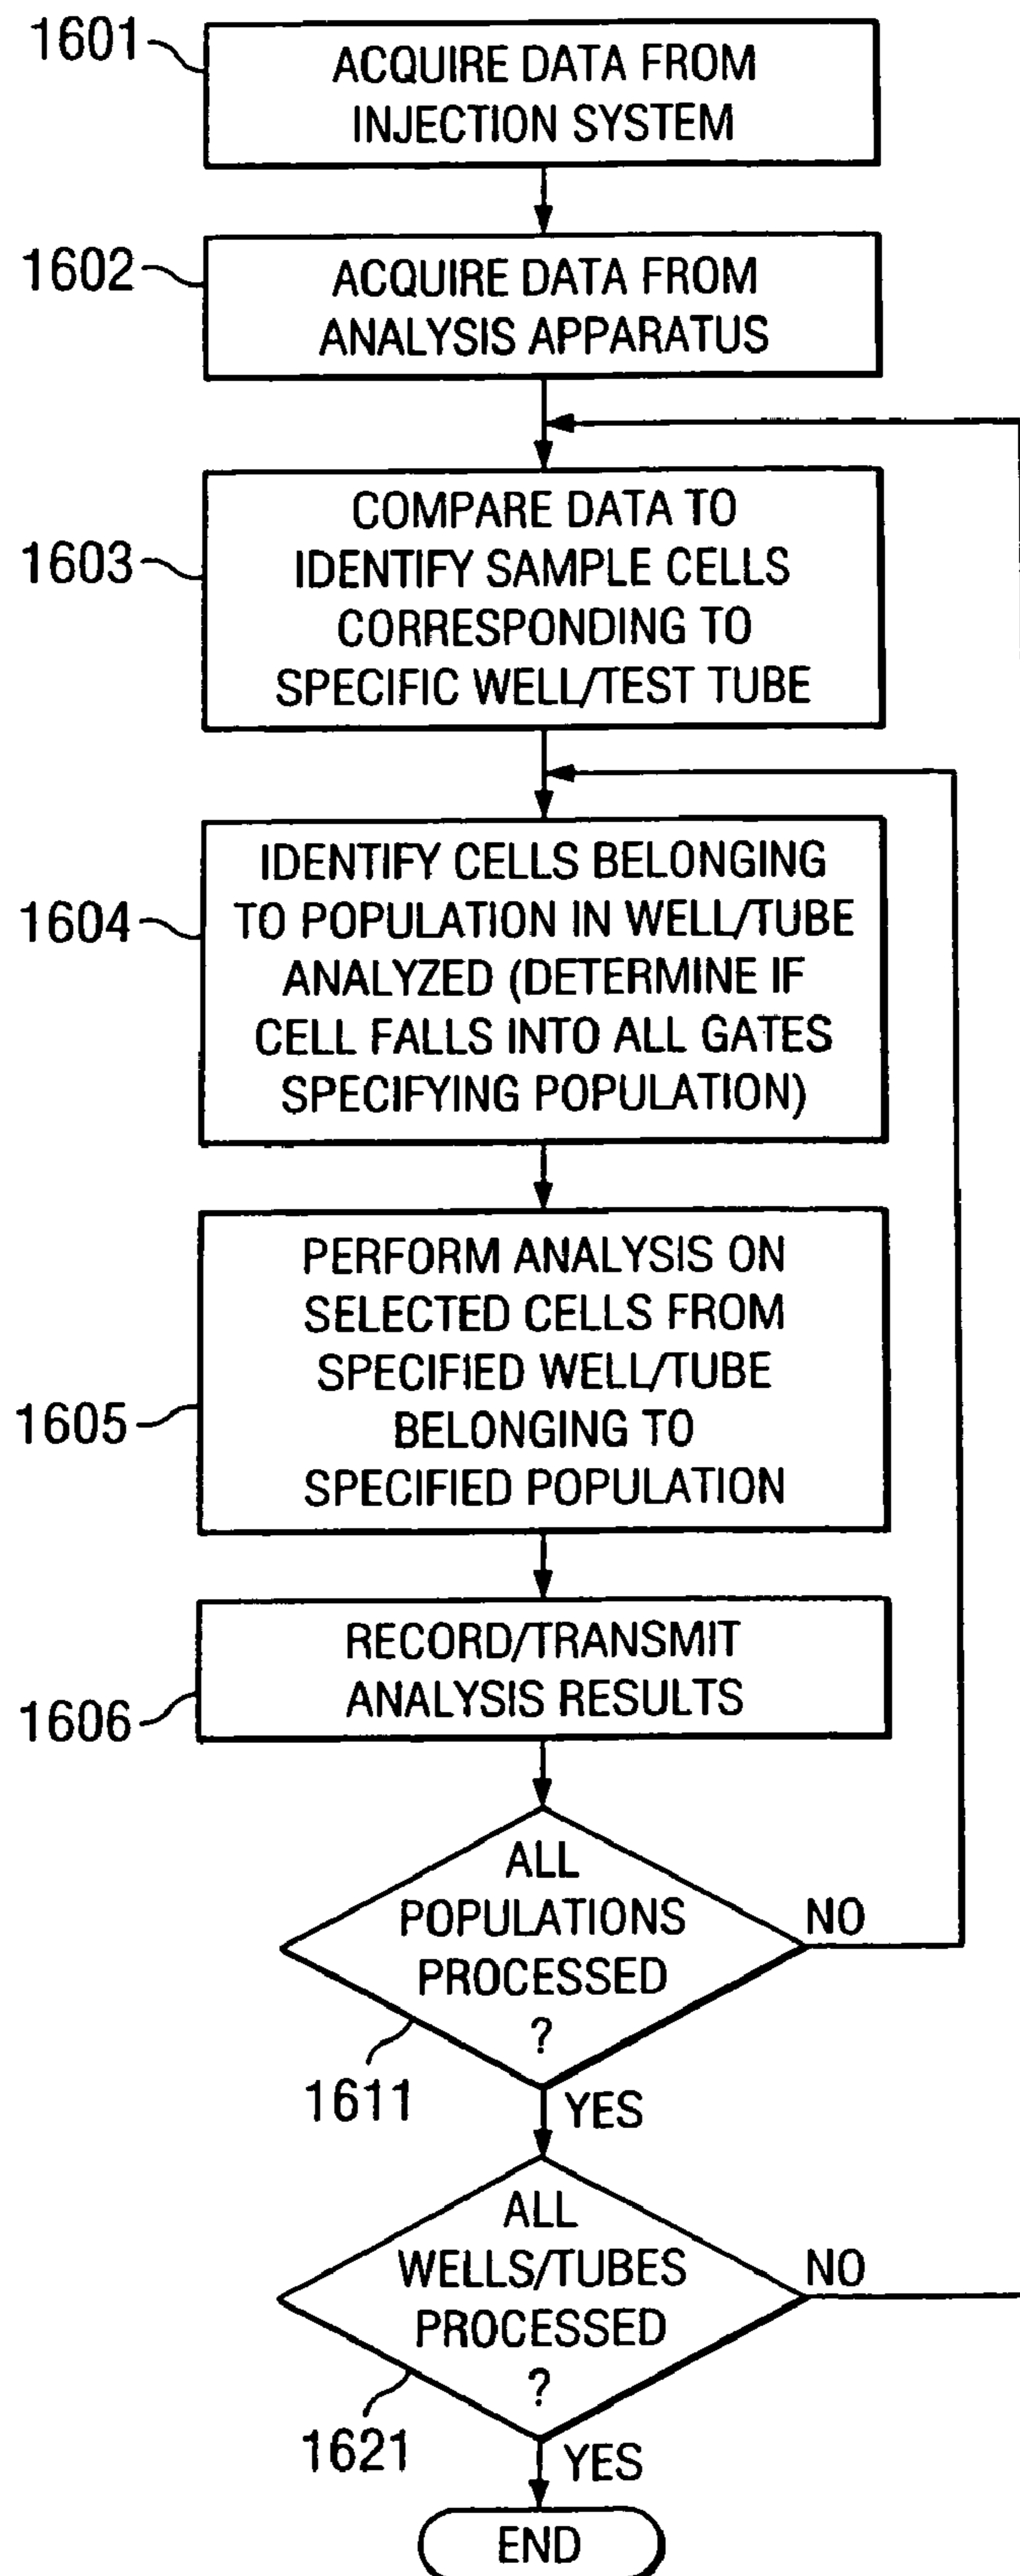 1601
ACQUIRE DATA FROM
INJECTION SYSTEM
1602
ACQUIRE DATA FROM
ANALYSIS APPARATUS
1603
COMPARE DATA TO
IDENTIFY SAMPLE CELLS
CORRESPONDING TO
SPECIFIC WELL/TEST TUBE
1604
IDENTIFY CELLS BELONGING
TO POPULATION IN WELL/TUBE
ANALYZED (DETERMINE IF
CELL FALLS INTO ALL GATES
SPECIFYING POPULATION)
1605
PERFORM ANALYSIS ON
SELECTED CELLS FROM
SPECIFIED WELL/TUBE
BELONGING TO
SPECIFIED POPULATION
1606
RECORD/TRANSMIT
ANALYSIS RESULTS
ALL
POPULATIONS
PROCESSED
?
NO
1611
YES
ALL
WELLS/TUBES
PROCESSED
?
NO
1621
YES
END